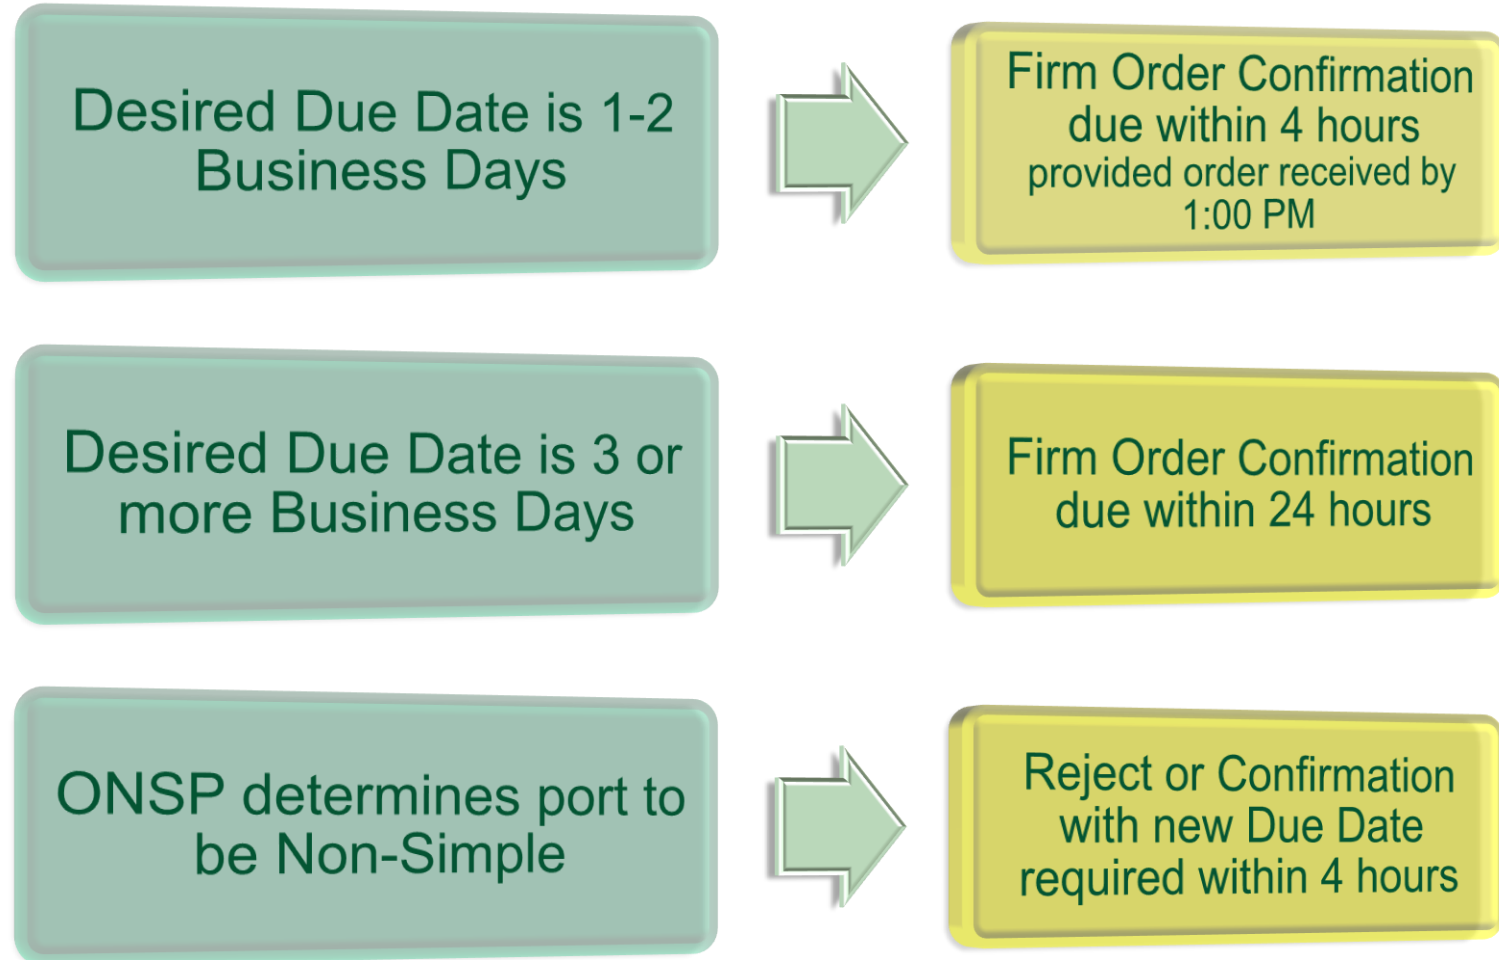 Desired Due Date is 1-2
Business Days
Firm Order Confirmation
due within 4 hours
provided order received by
1:00 PM
Desired Due Date is 3 or
more Business Days
Firm Order Confirmation
due within 24 hours
ONSP determines port to
be Non-Simple
Reject or Confirmation
with new Due Date
required within 4 hours